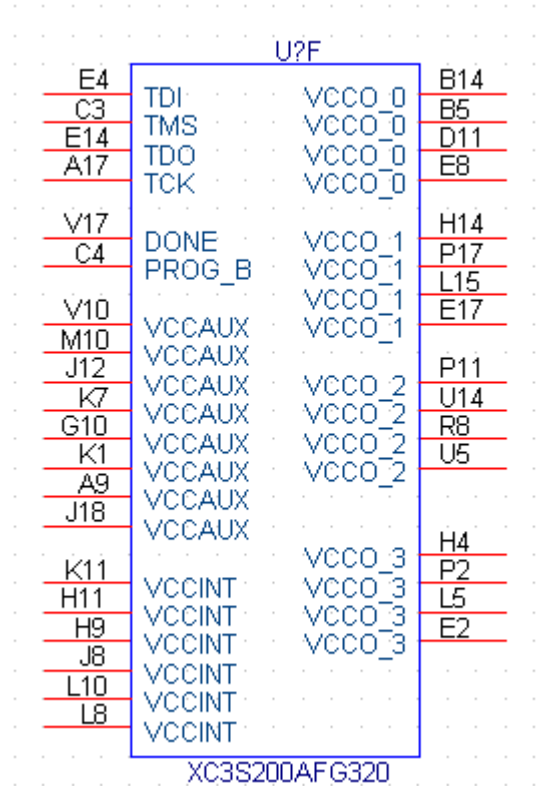 U?F
E4 TDI VCCO_0 B14
C3 TMS VCCO_0 B5
E14 TDO VCCO_0 D11
A17 TCK VCCO_0 E8
V17 DONE VCCO_1 H14
C4 PROG_B VCCO_1 P17
VCCO_1 L15
V10 VCCAUX VCCO_1 E17
M10 VCCAUX
J12 VCCAUX VCCO_2 P11
K7 VCCAUX VCCO_2 U14
G10 VCCAUX VCCO_2 R8
K1 VCCAUX VCCO_2 U5
A9 VCCAUX
J18 VCCAUX
VCCO_3 H4
K11 VCCINT VCCO_3 P2
H11 VCCINT VCCO_3 L5
H9 VCCINT VCCO_3 E2
J8 VCCINT
L10 VCCINT
L8 VCCINT
XC3S200AFG320